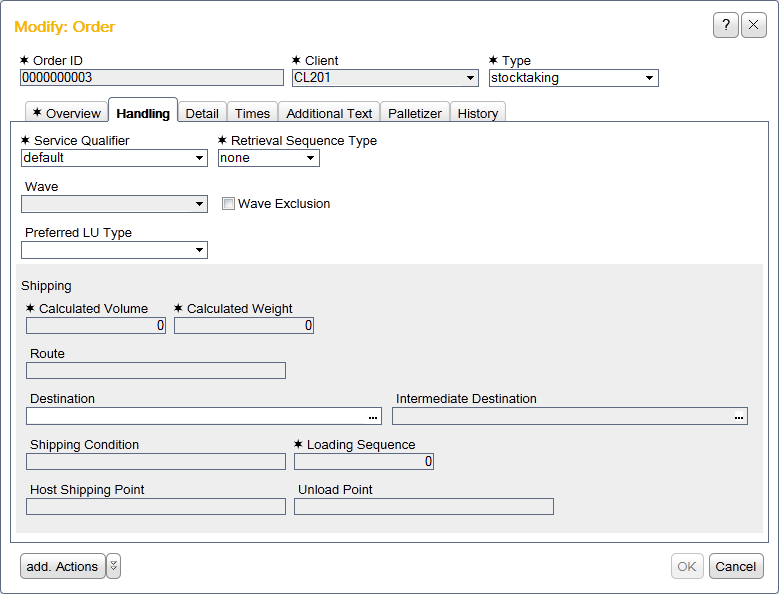 Modify: Order
?
✶ Order ID ✶ Client ✶ Type
0000000003 CL201 stocktaking
✶ Overview Handling Detail Times Additional Text Palletizer History
✶ Service Qualifier ✶ Retrieval Sequence Type
default none
Wave
Wave Exclusion
Preferred LU Type
Shipping
✶ Calculated Volume ✶ Calculated Weight
0 0
Route
Destination Intermediate Destination
... ...
Shipping Condition ✶ Loading Sequence
0
Host Shipping Point Unload Point
add. Actions OK Cancel